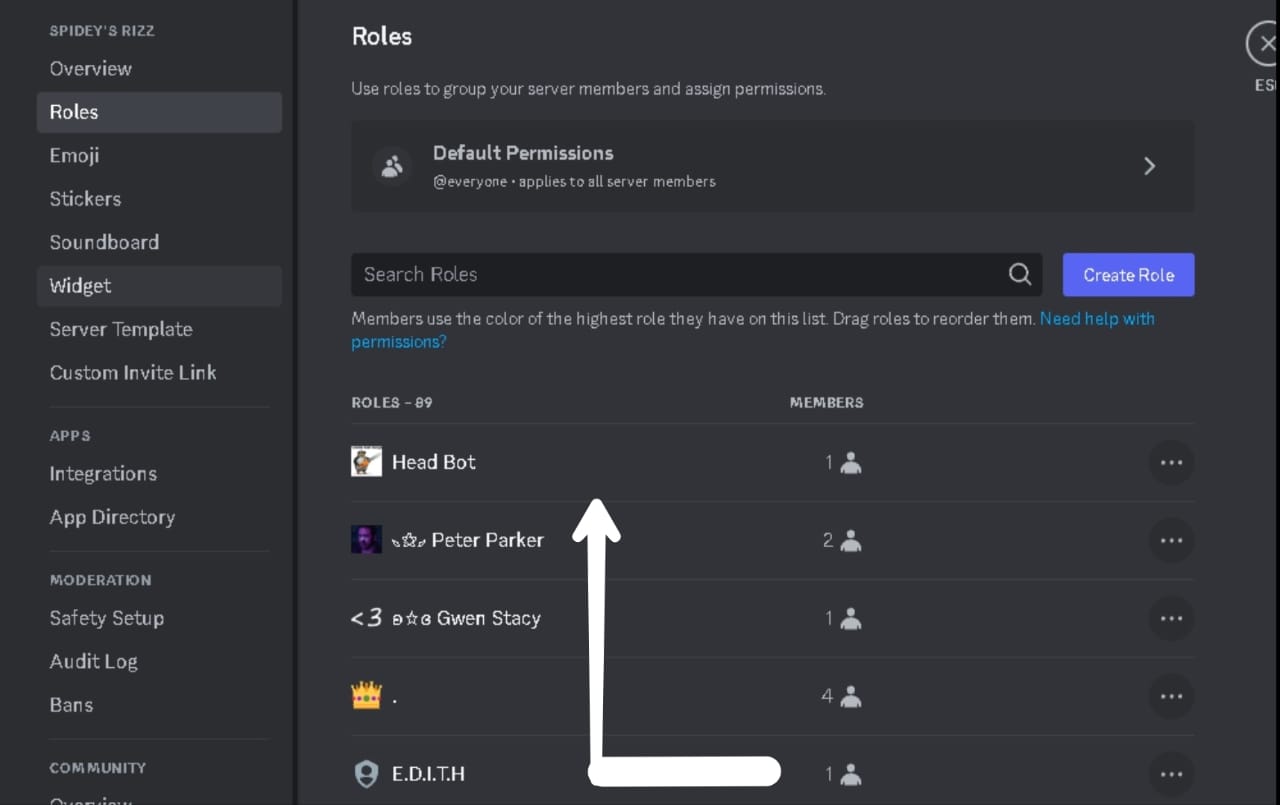 SPIDEY'S RIZZ
Overview
Roles
Emoji
Stickers
Soundboard
Widget
Server Template
Custom Invite Link
APPS
Integrations
App Directory
MODERATION
Safety Setup
Audit Log
Bans
COMMUNITY
Overview
Roles
Use roles to group your server members and assign permissions.
Default Permissions
@everyone • applies to all server members
Search Roles
Create Role
Members use the color of the highest role they have on this list. Drag roles to reorder them. Need help with
permissions?
ROLES – 89 MEMBERS
Head Bot 1
Peter Parker 2
<3 ʚ☆ɞ Gwen Stacy 1
. 4
E.D.I.T.H 1